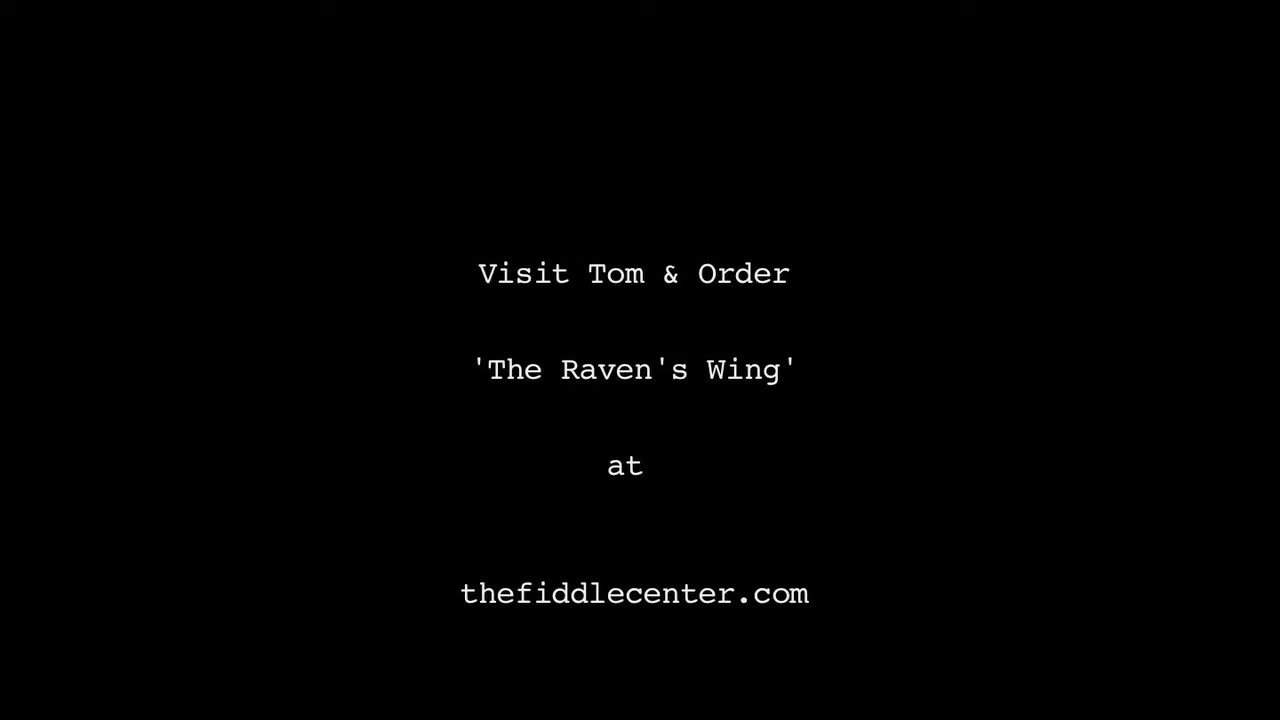 Visit Tom & Order
'The Raven's Wing'
at
thefiddlecenter.com